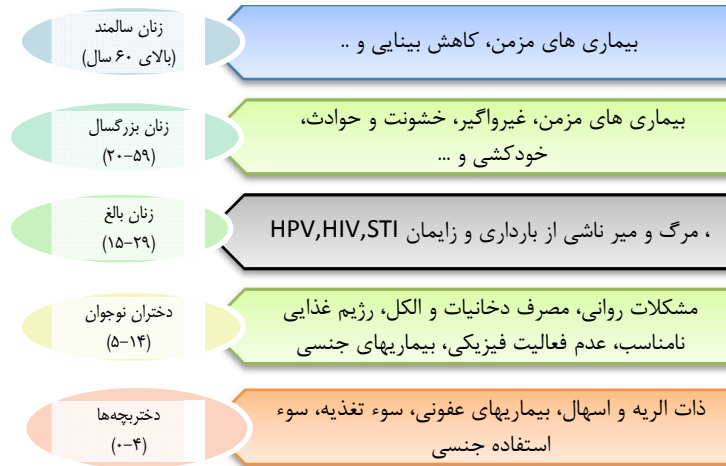 زنان سالمند
(بالای ۶۰ سال)
بیماری های مزمن، کاهش بینایی و ..
زنان بزرگسال
(۲۰-۵۹)
بیماری های مزمن، غیرواگیر، خشونت و حوادث،
خودکشی و ...
زنان بالغ
(۱۵-۲۹)
، مرگ و میر ناشی از بارداری و زایمان HPV,HIV,STI
دختران نوجوان
(۵-۱۴)
مشکلات روانی، مصرف دخانیات و الکل، رژیم غذایی
نامناسب، عدم فعالیت فیزیکی، بیماریهای جنسی
دختربچه‌ها
(۰-۴)
ذات الریه و اسهال، بیماریهای عفونی، سوء تغذیه، سوء
استفاده جنسی